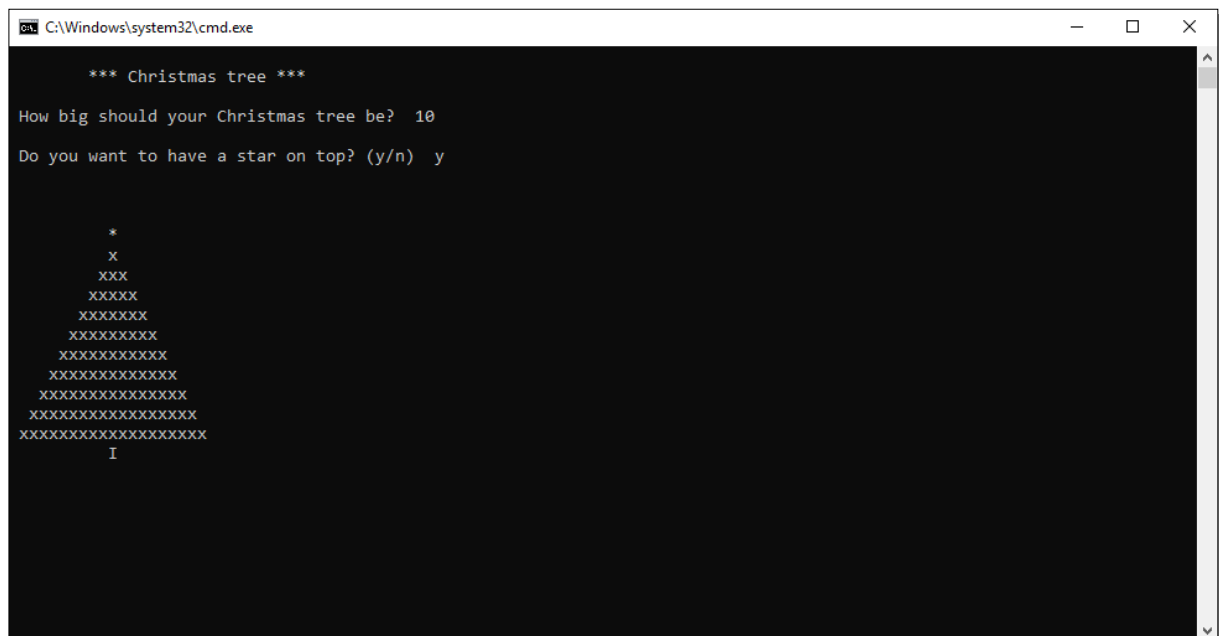 C:\Windows\system32\cmd.exe
*** Christmas tree ***
How big should your Christmas tree be?  10
Do you want to have a star on top? (y/n)  y
         *
         x
        xxx
       xxxxx
      xxxxxxx
     xxxxxxxxx
    xxxxxxxxxxx
   xxxxxxxxxxxxx
  xxxxxxxxxxxxxxx
 xxxxxxxxxxxxxxxxx
xxxxxxxxxxxxxxxxxxx
         I